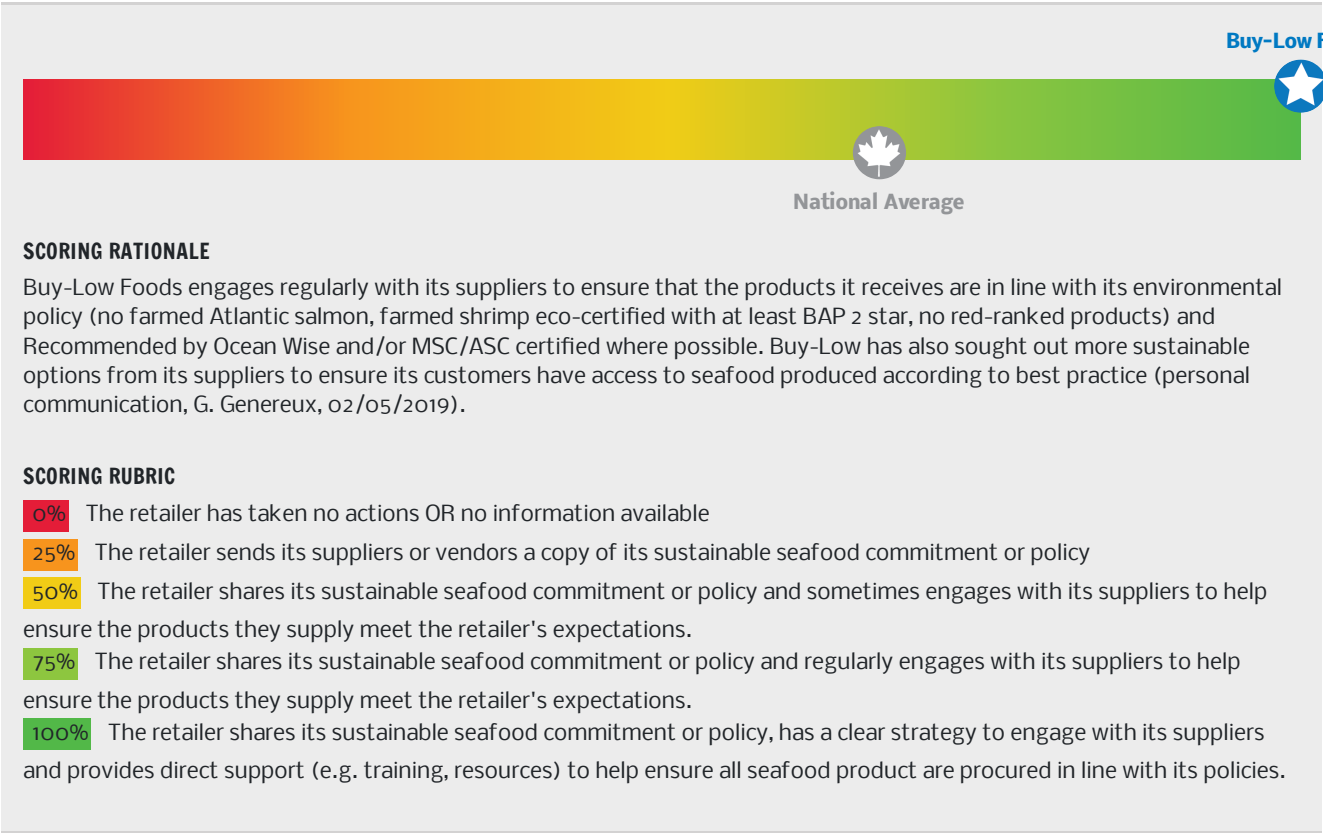 Buy-Low F
National Average
SCORING RATIONALE
Buy-Low Foods engages regularly with its suppliers to ensure that the products it receives are in line with its environmental
policy (no farmed Atlantic salmon, farmed shrimp eco-certified with at least BAP 2 star, no red-ranked products) and
Recommended by Ocean Wise and/or MSC/ASC certified where possible. Buy-Low has also sought out more sustainable
options from its suppliers to ensure its customers have access to seafood produced according to best practice (personal
communication, G. Genereux, 02/05/2019).
SCORING RUBRIC
0% The retailer has taken no actions OR no information available
25% The retailer sends its suppliers or vendors a copy of its sustainable seafood commitment or policy
50% The retailer shares its sustainable seafood commitment or policy and sometimes engages with its suppliers to help
ensure the products they supply meet the retailer's expectations.
75% The retailer shares its sustainable seafood commitment or policy and regularly engages with its suppliers to help
ensure the products they supply meet the retailer's expectations.
100% The retailer shares its sustainable seafood commitment or policy, has a clear strategy to engage with its suppliers
and provides direct support (e.g. training, resources) to help ensure all seafood product are procured in line with its policies.